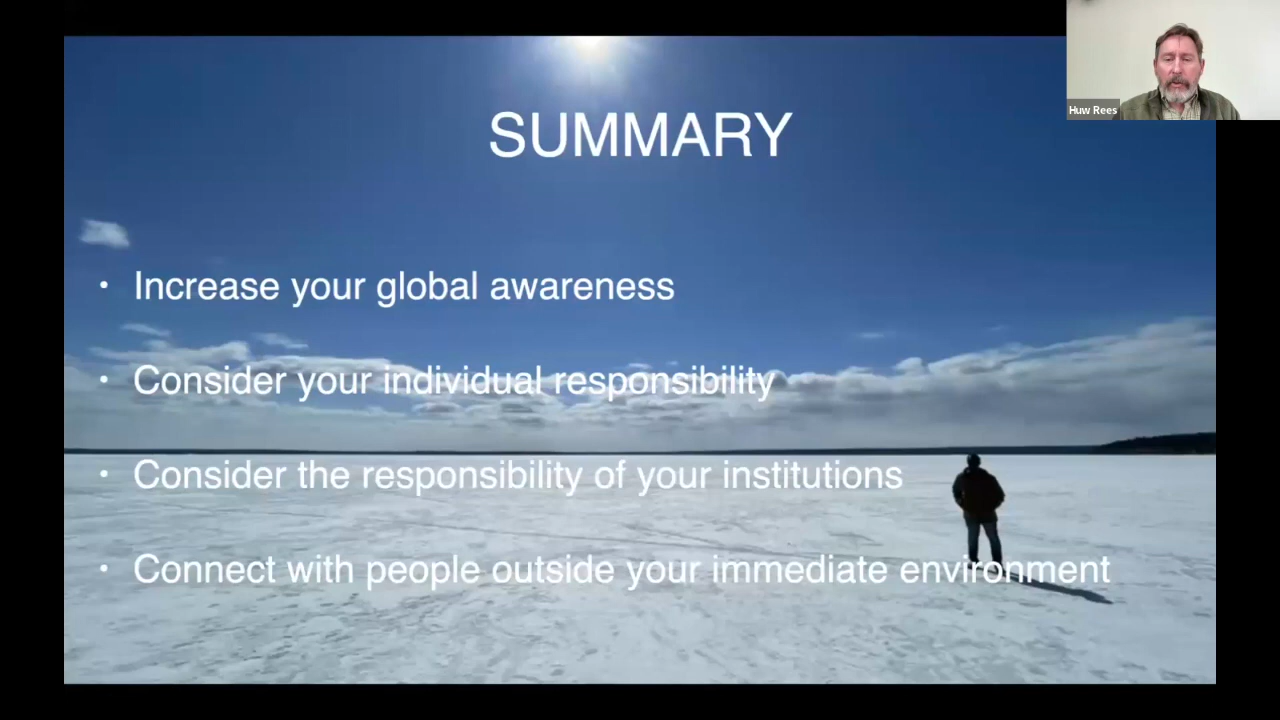 SUMMARY
Huw Rees
• Increase your global awareness
• Consider your individual responsibility
• Consider the responsibility of your institutions
• Connect with people outside your immediate environment